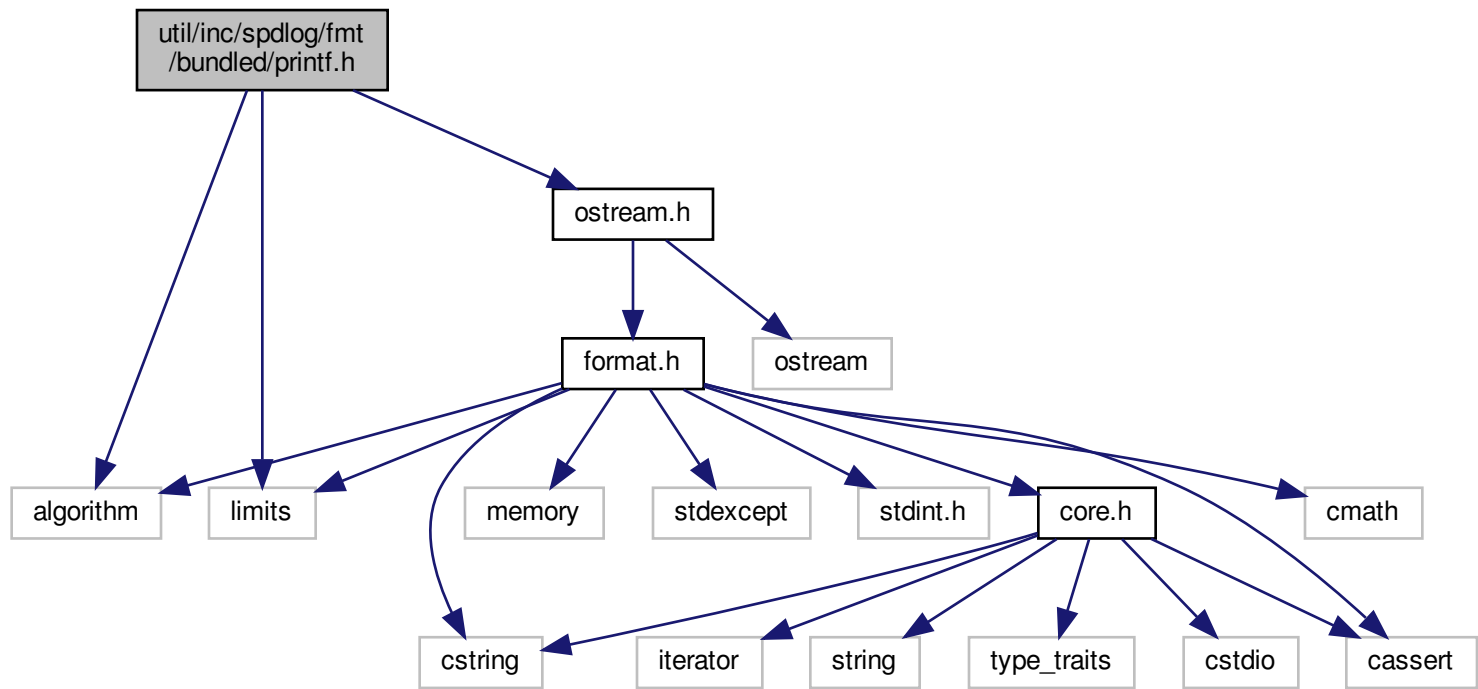 util/inc/spdlog/fmt
/bundled/printf.h
ostream.h
format.h
ostream
algorithm
limits
memory
stdexcept
stdint.h
core.h
cmath
cstring
iterator
string
type_traits
cstdio
cassert